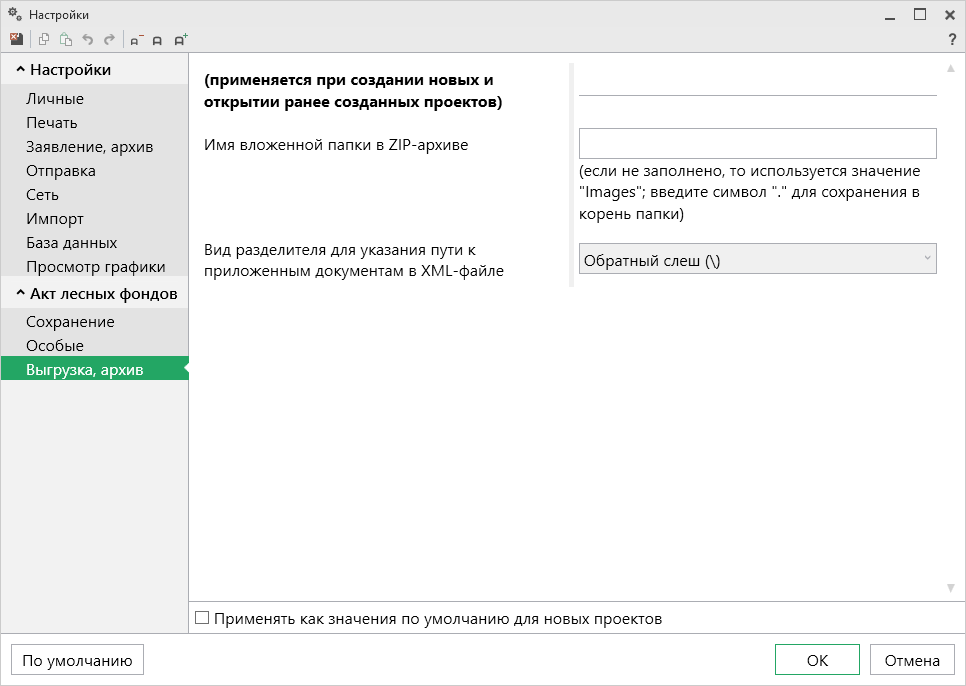 Настройки
?
Настройки
Личные
Печать
Заявление, архив
Отправка
Сеть
Импорт
База данных
Просмотр графики
Акт лесных фондов
Сохранение
Особые
Выгрузка, архив
(применяется при создании новых и
открытии ранее созданных проектов)
Имя вложенной папки в ZIP-архиве
(если не заполнено, то используется значение
"Images"; введите символ "." для сохранения в
корень папки)
Вид разделителя для указания пути к
приложенным документам в XML-файле
Обратный слеш (\)
Применять как значения по умолчанию для новых проектов
По умолчанию
ОК
Отмена